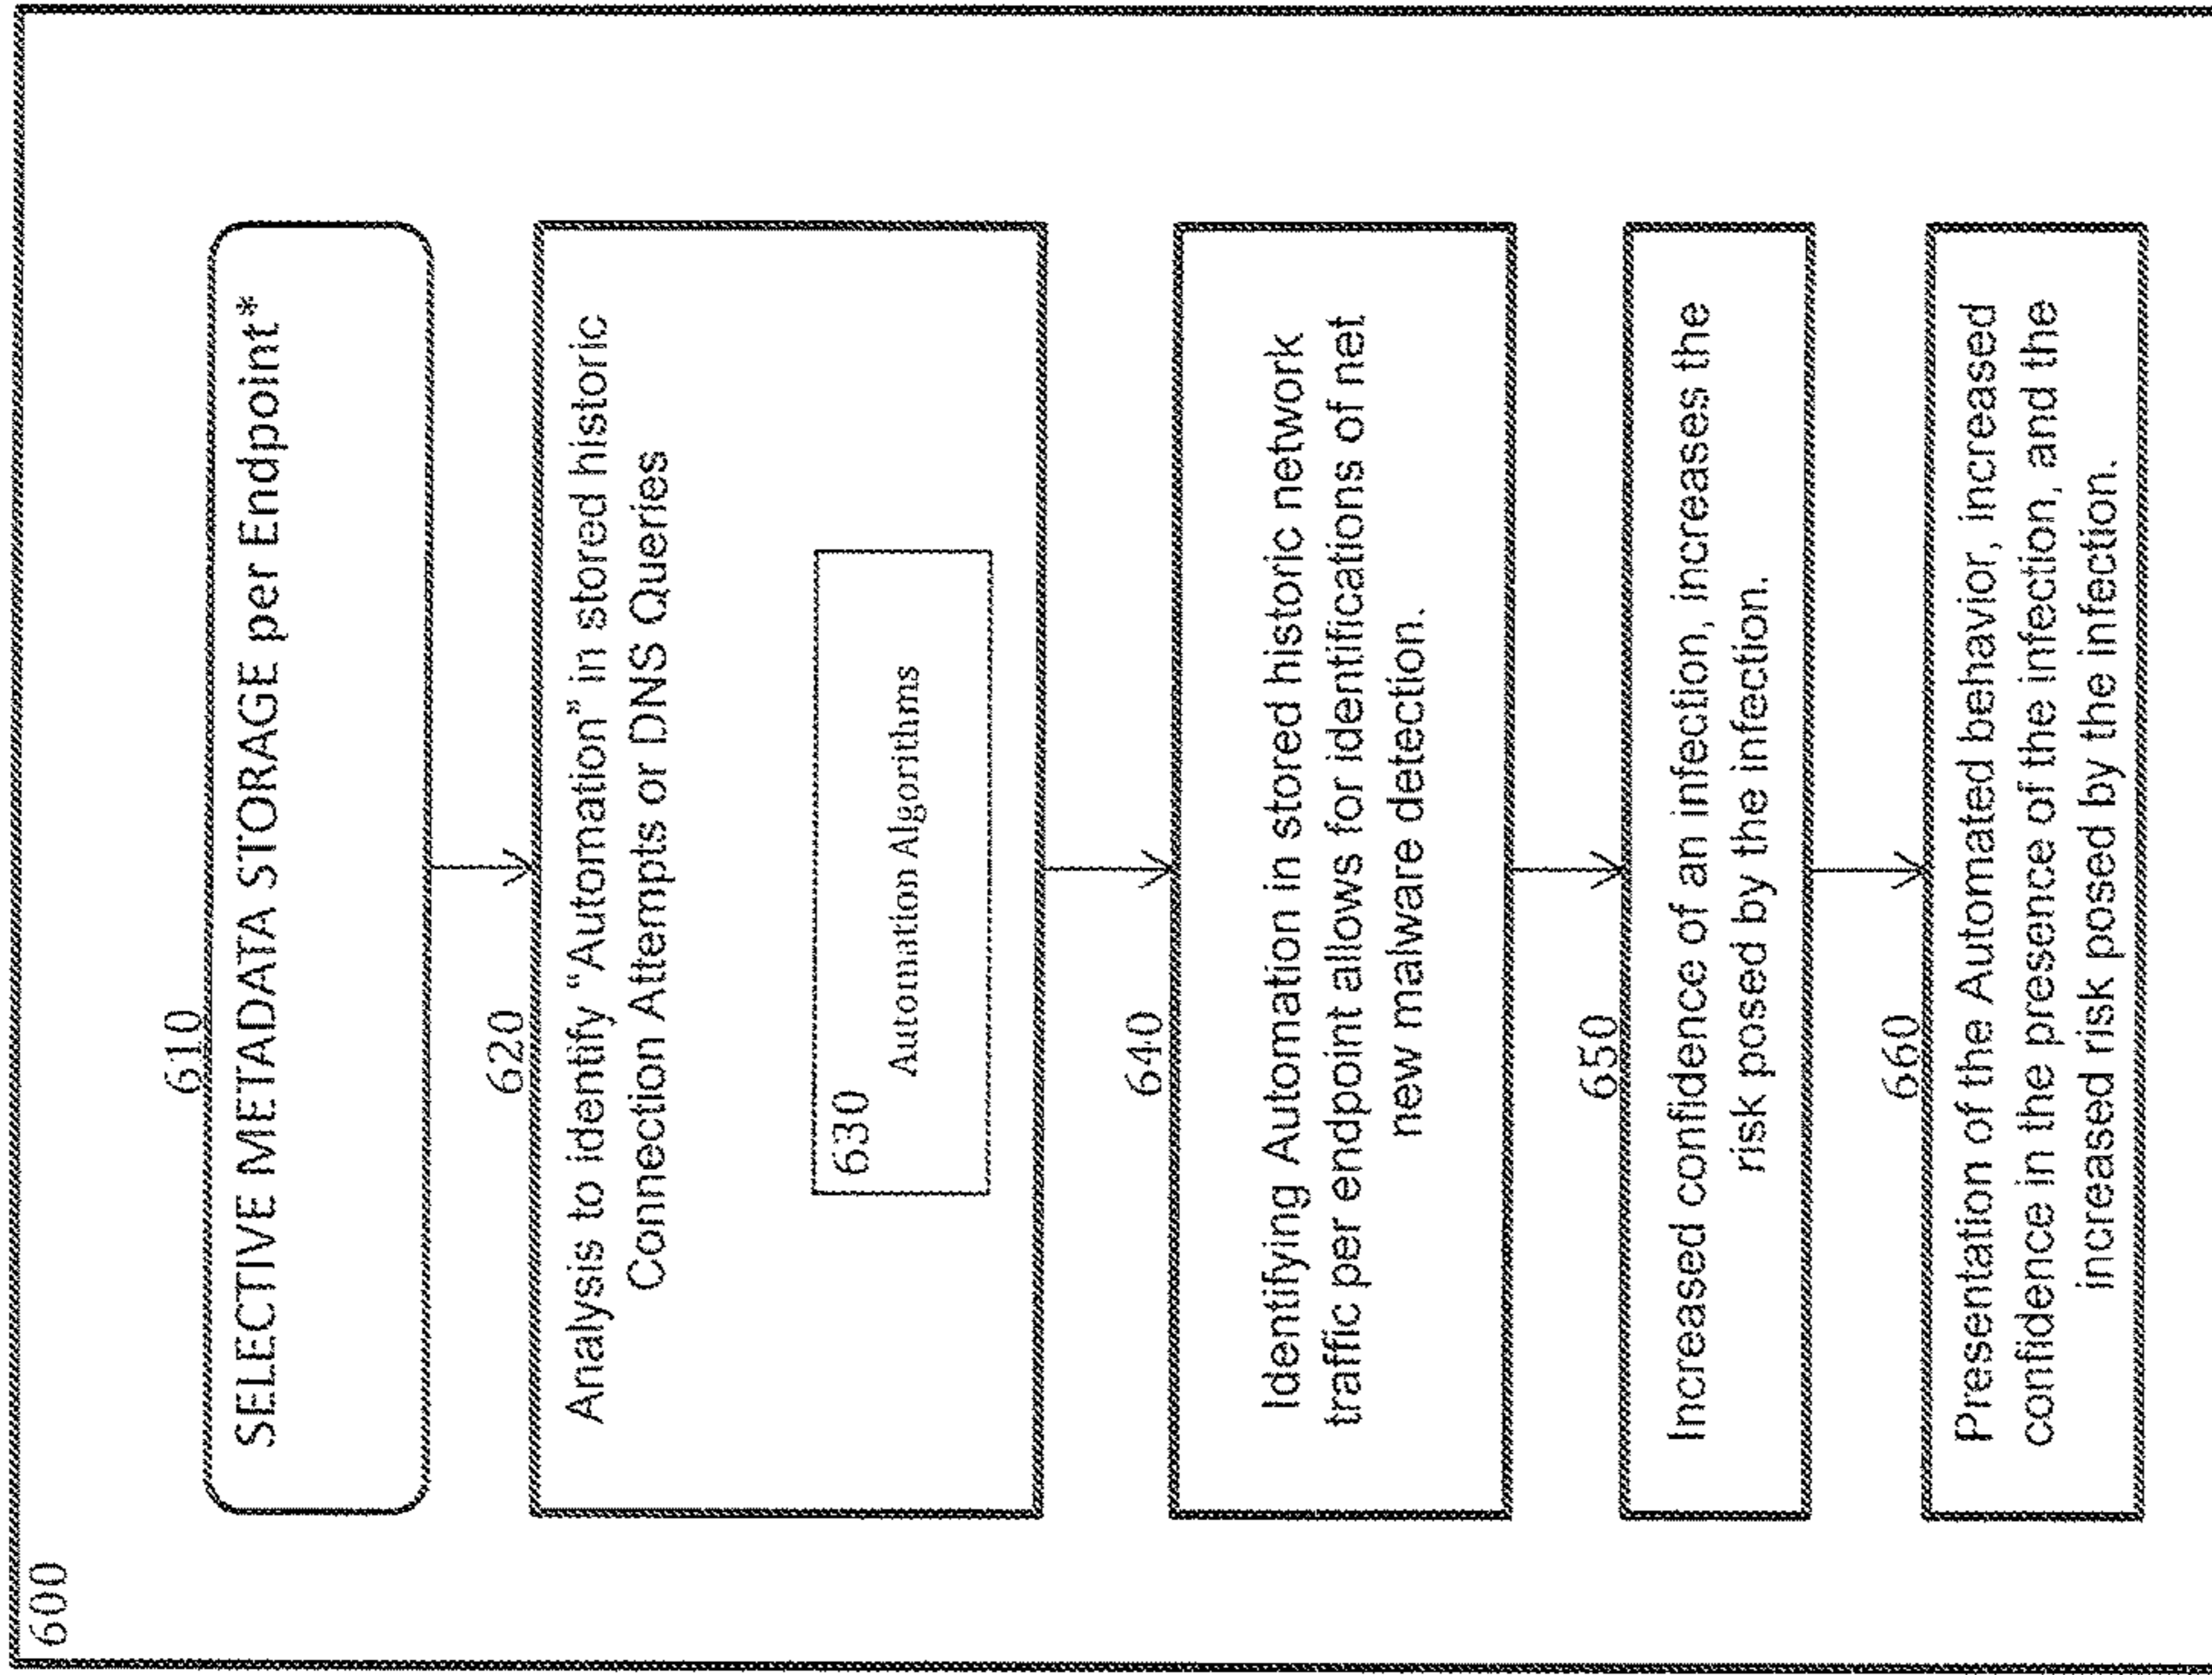 600
610
SELECTIVE METADATA STORAGE per Endpoint*
620
Analysis to identify “Automation” in stored historic
Connection Attempts or DNS Queries
630
Automation Algorithms
640
Identifying Automation in stored historic network
traffic per endpoint allows for identifications of net
new malware detection.
650
Increased confidence of an infection, increases the
risk posed by the infection.
660
Presentation of the Automated behavior, increased
confidence in the presence of the infection, and the
increased risk posed by the infection.